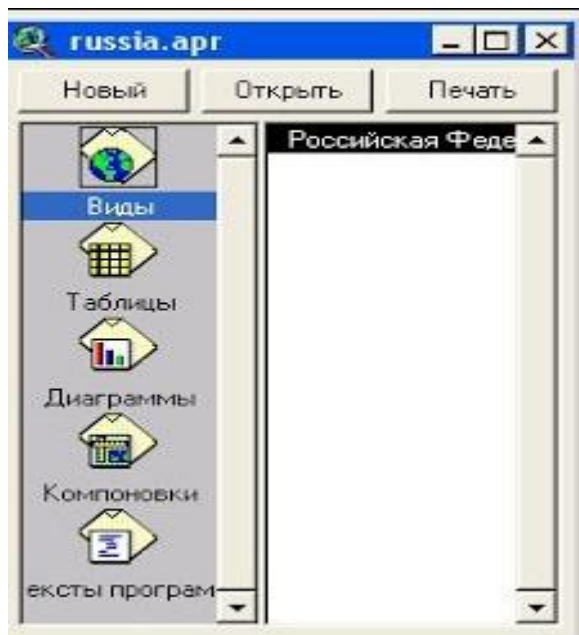 russia.apr
Новый Открыть Печать
Российская Феде
Виды
Таблицы
Диаграммы
Компоновки
ексты програм